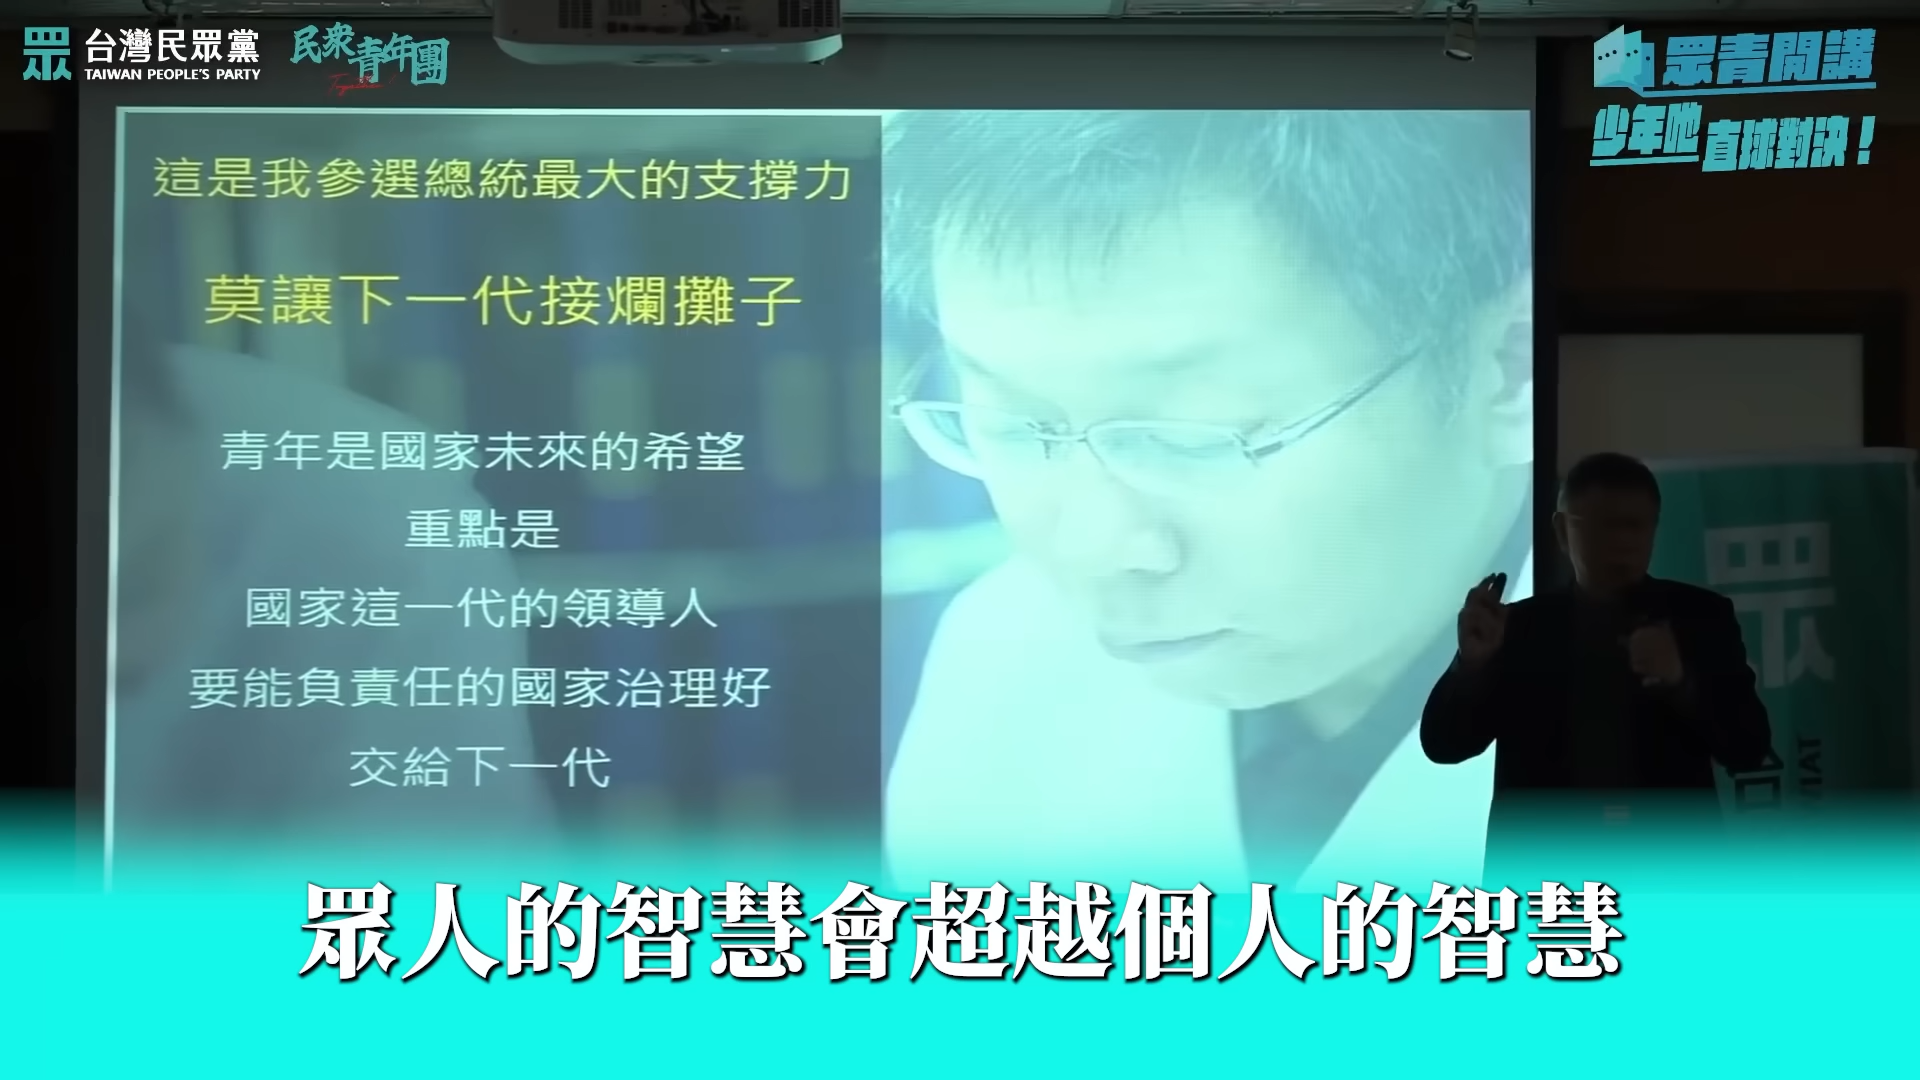 眾 台灣民眾黨
TAIWAN PEOPLE'S PARTY
民眾青年團
Together
眾青開講
少年吔
直球對決！
這是我參選總統最大的支撐力
莫讓下一代接爛攤子
青年是國家未來的希望
重點是
國家這一代的領導人
要能負責任的國家治理好
交給下一代
眾
眾人的智慧會超越個人的智慧